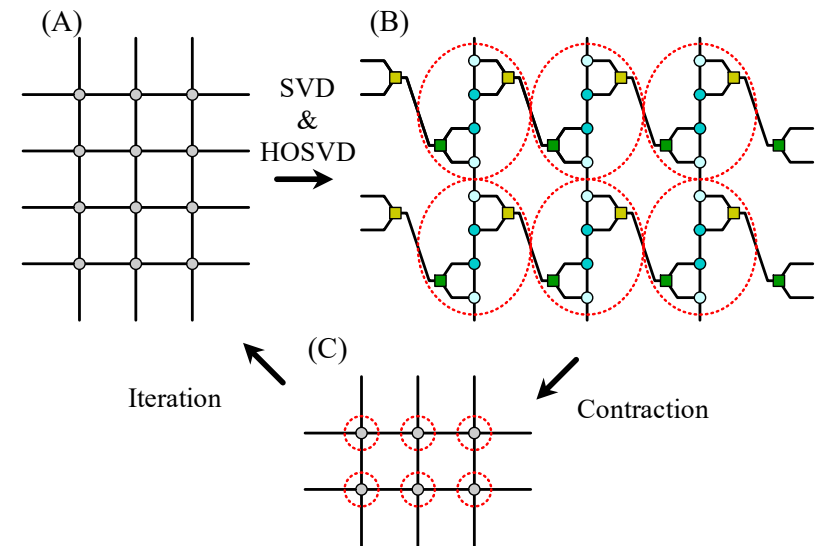 (A)
(B)
SVD
&
HOSVD
(C)
Iteration
Contraction